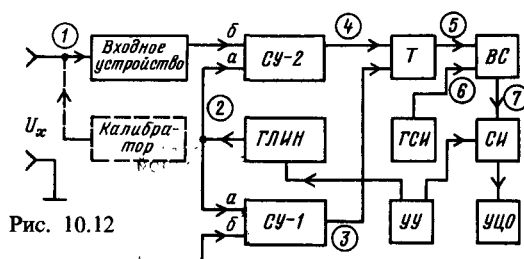 1
Входное
устройство
б
а
СУ-2
4
Т
5
ВС
Uх
Калибра-
тор
2
ГЛИН
ГСИ
6
7
СИ
Рис. 10.12
а
б
СУ-1
3
УУ
УЦО